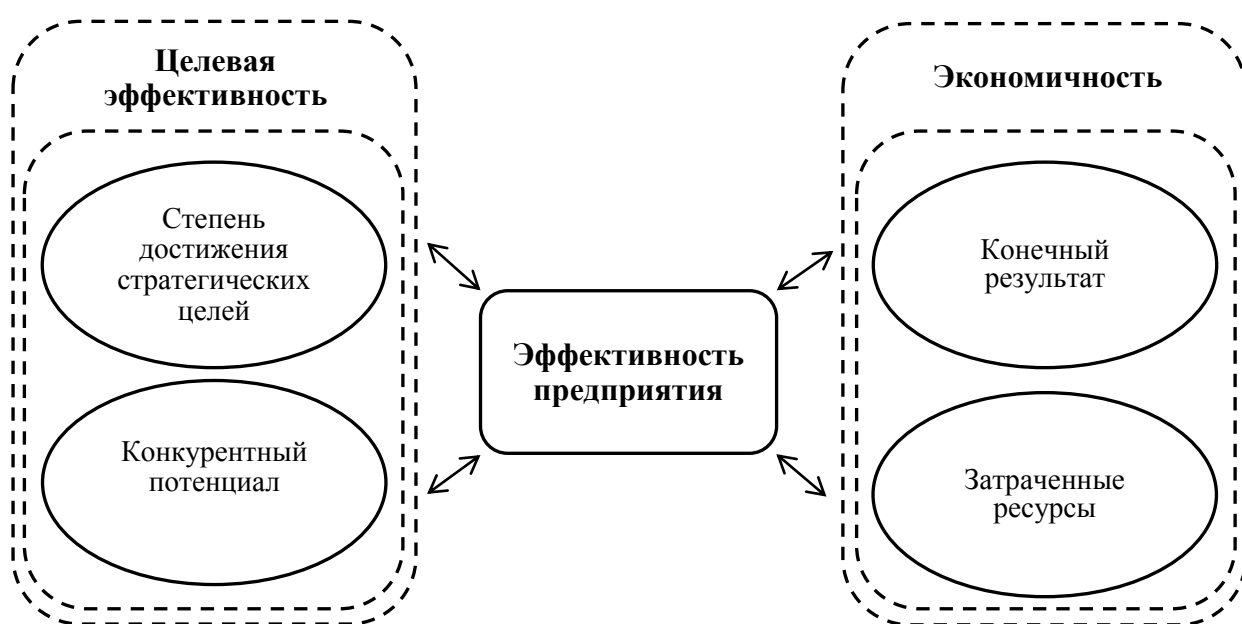 Целевая
эффективность
Степень
достижения
стратегических
целей
Конкурентный
потенциал
Эффективность
предприятия
Экономичность
Конечный
результат
Затраченные
ресурсы